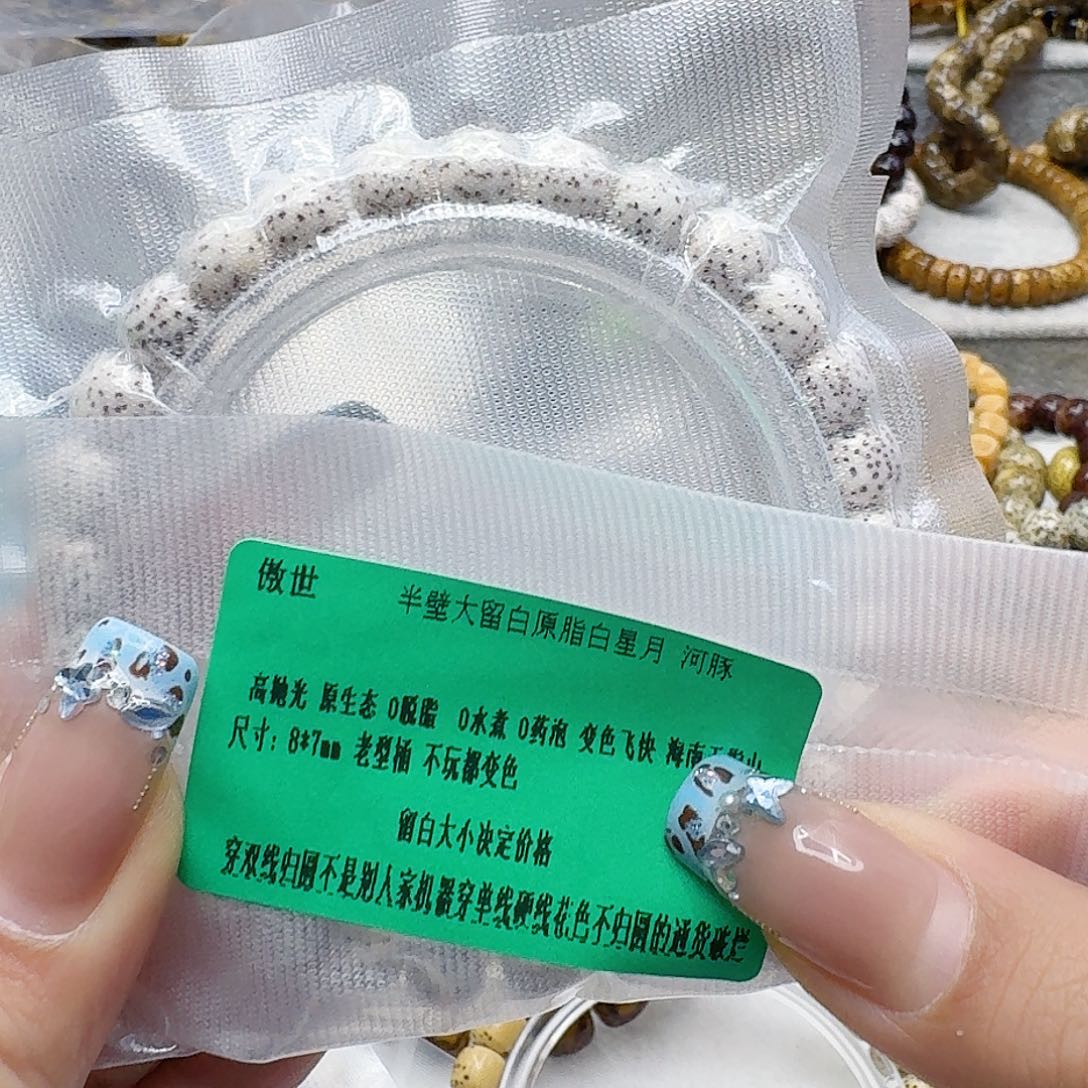 傲世 半壁大留白原脂白星月 河豚
高抛光 原生态 0脱脂 0水煮 0药泡 变色飞快 海南
尺寸：8*7mm 老型桶 不玩都变色
留白大小决定价格
穿双线归圆不是别人家机器穿单线硬线花色不归圆的通货破烂